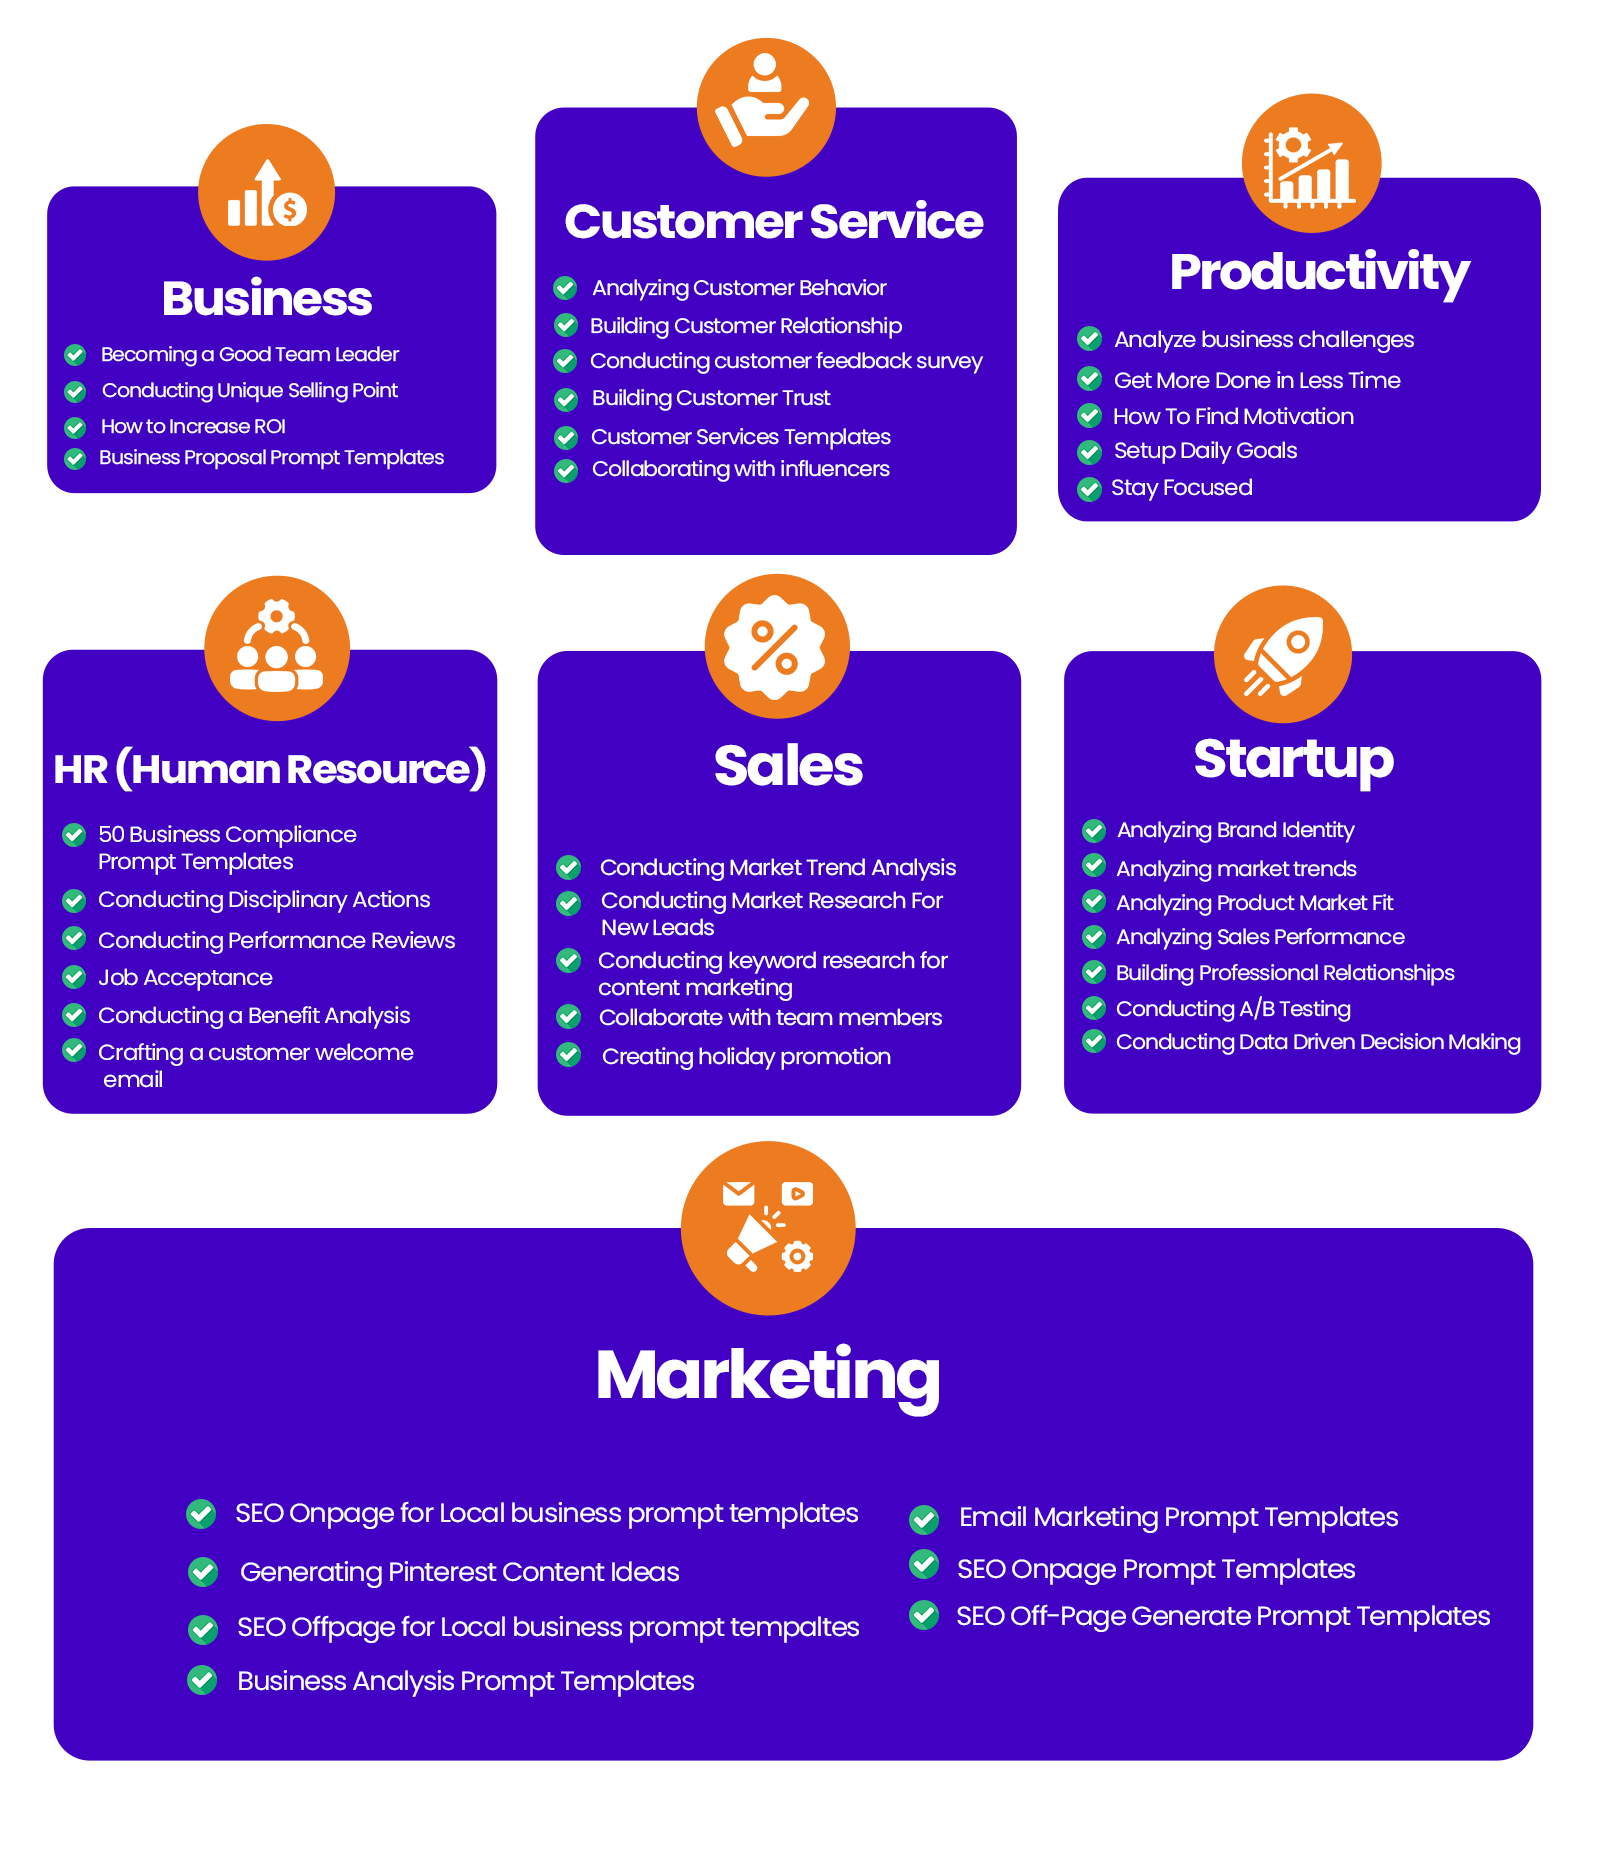 Business
Becoming a Good Team Leader
Conducting Unique Selling Point
How to Increase ROI
Business Proposal Prompt Templates
Customer Service
Analyzing Customer Behavior
Building Customer Relationship
Conducting customer feedback survey
Building Customer Trust
Customer Services Templates
Collaborating with influencers
Productivity
Analyze business challenges
Get More Done in Less Time
How To Find Motivation
Setup Daily Goals
Stay Focused
HR (Human Resource)
50 Business Compliance
Prompt Templates
Conducting Disciplinary Actions
Conducting Performance Reviews
Job Acceptance
Conducting a Benefit Analysis
Crafting a customer welcome
email
Sales
Conducting Market Trend Analysis
Conducting Market Research For
New Leads
Conducting keyword research for
content marketing
Collaborate with team members
Creating holiday promotion
Startup
Analyzing Brand Identity
Analyzing market trends
Analyzing Product Market Fit
Analyzing Sales Performance
Building Professional Relationships
Conducting A/B Testing
Conducting Data Driven Decision Making
Marketing
SEO Onpage for Local business prompt templates
Generating Pinterest Content Ideas
SEO Offpage for Local business prompt tempaltes
Business Analysis Prompt Templates
Email Marketing Prompt Templates
SEO Onpage Prompt Templates
SEO Off-Page Generate Prompt Templates